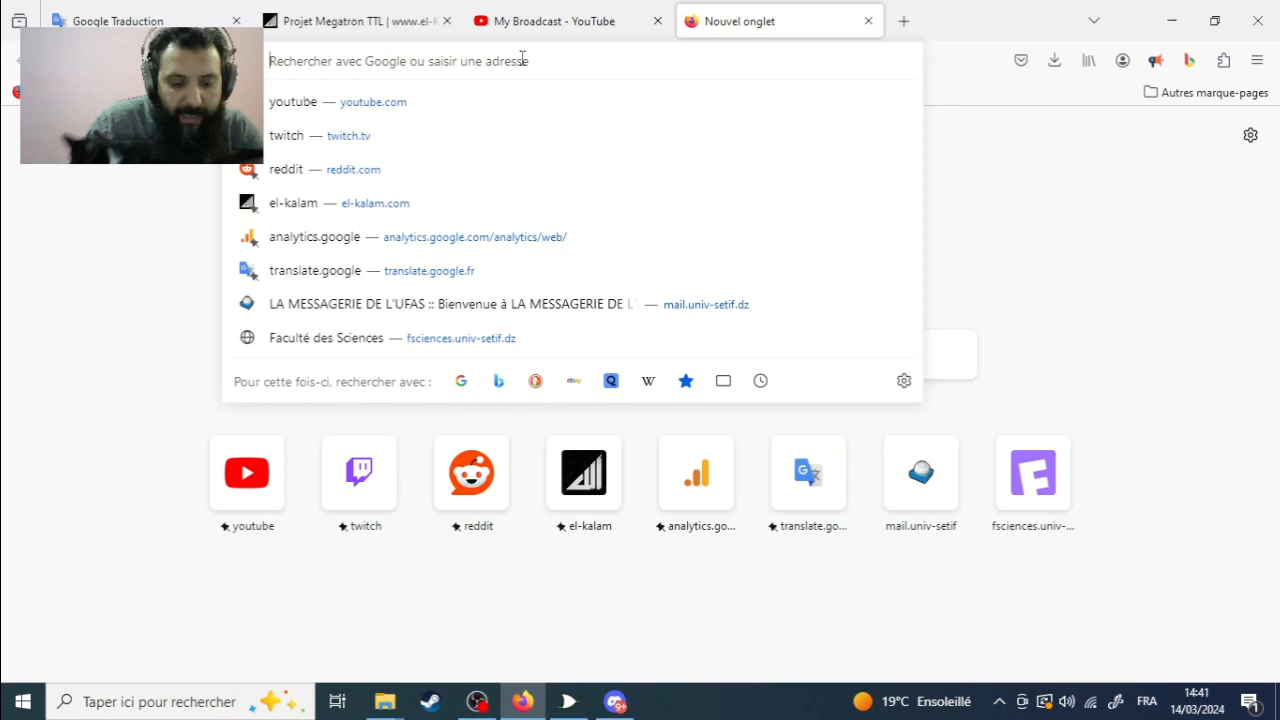 Google Traduction
Projet Megatron TTL | www.el-K
My Broadcast - YouTube
Nouvel onglet
Rechercher avec Google ou saisir une adresse
Autres marque-pages
youtube — youtube.com
twitch — twitch.tv
reddit — reddit.com
el-kalam — el-kalam.com
analytics.google — analytics.google.com/analytics/web/
translate.google — translate.google.fr
LA MESSAGERIE DE L'UFAS :: Bienvenue à LA MESSAGERIE DE L' — mail.univ-setif.dz
Faculté des Sciences — fsciences.univ-setif.dz
Pour cette fois-ci, rechercher avec :
ebay
Q
W
youtube
twitch
reddit
el-kalam
analytics.go...
translate.go...
mail.univ-setif
fsciences.univ-...
Taper ici pour rechercher
9+
19°C Ensoleillé
FRA
14:41
14/03/2024
1